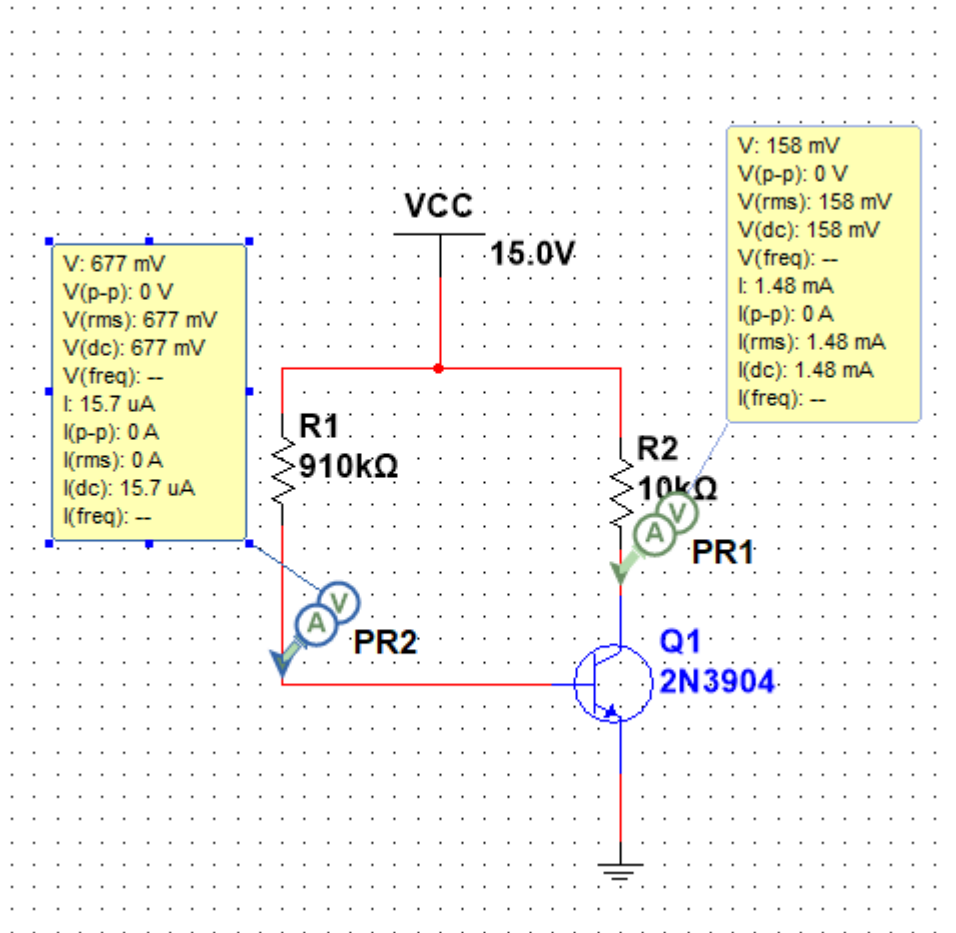 V: 158 mV
V(p-p): 0 V
V(rms): 158 mV
V(dc): 158 mV
V(freq): --
I: 1.48 mA
I(p-p): 0 A
I(rms): 1.48 mA
I(dc): 1.48 mA
I(freq): --
VCC
15.0V
V: 677 mV
V(p-p): 0 V
V(rms): 677 mV
V(dc): 677 mV
V(freq): --
I: 15.7 uA
I(p-p): 0 A
I(rms): 0 A
I(dc): 15.7 uA
I(freq): --
R1
910kΩ
R2
10kΩ
V
A
PR1
V
A
PR2
Q1
2N3904